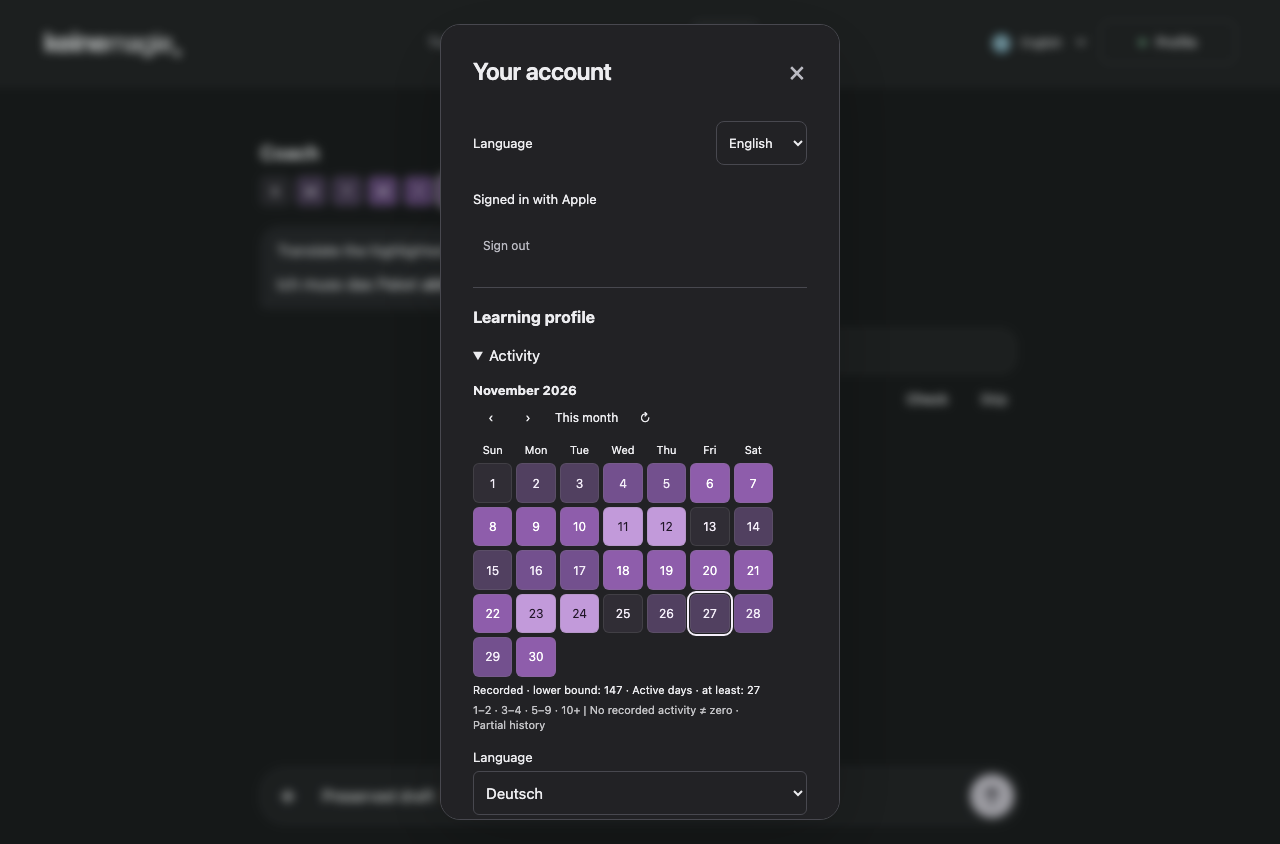 Your account
×
Language
English
Signed in with Apple
Sign out
Learning profile
▼ Activity
November 2026
‹ › This month ↻
Sun Mon Tue Wed Thu Fri Sat
1 2 3 4 5 6 7
8 9 10 11 12 13 14
15 16 17 18 19 20 21
22 23 24 25 26 27 28
29 30
Recorded · lower bound: 147 · Active days · at least: 27
1–2 · 3–4 · 5–9 · 10+ | No recorded activity ≠ zero ·
Partial history
Language
Deutsch
Coach